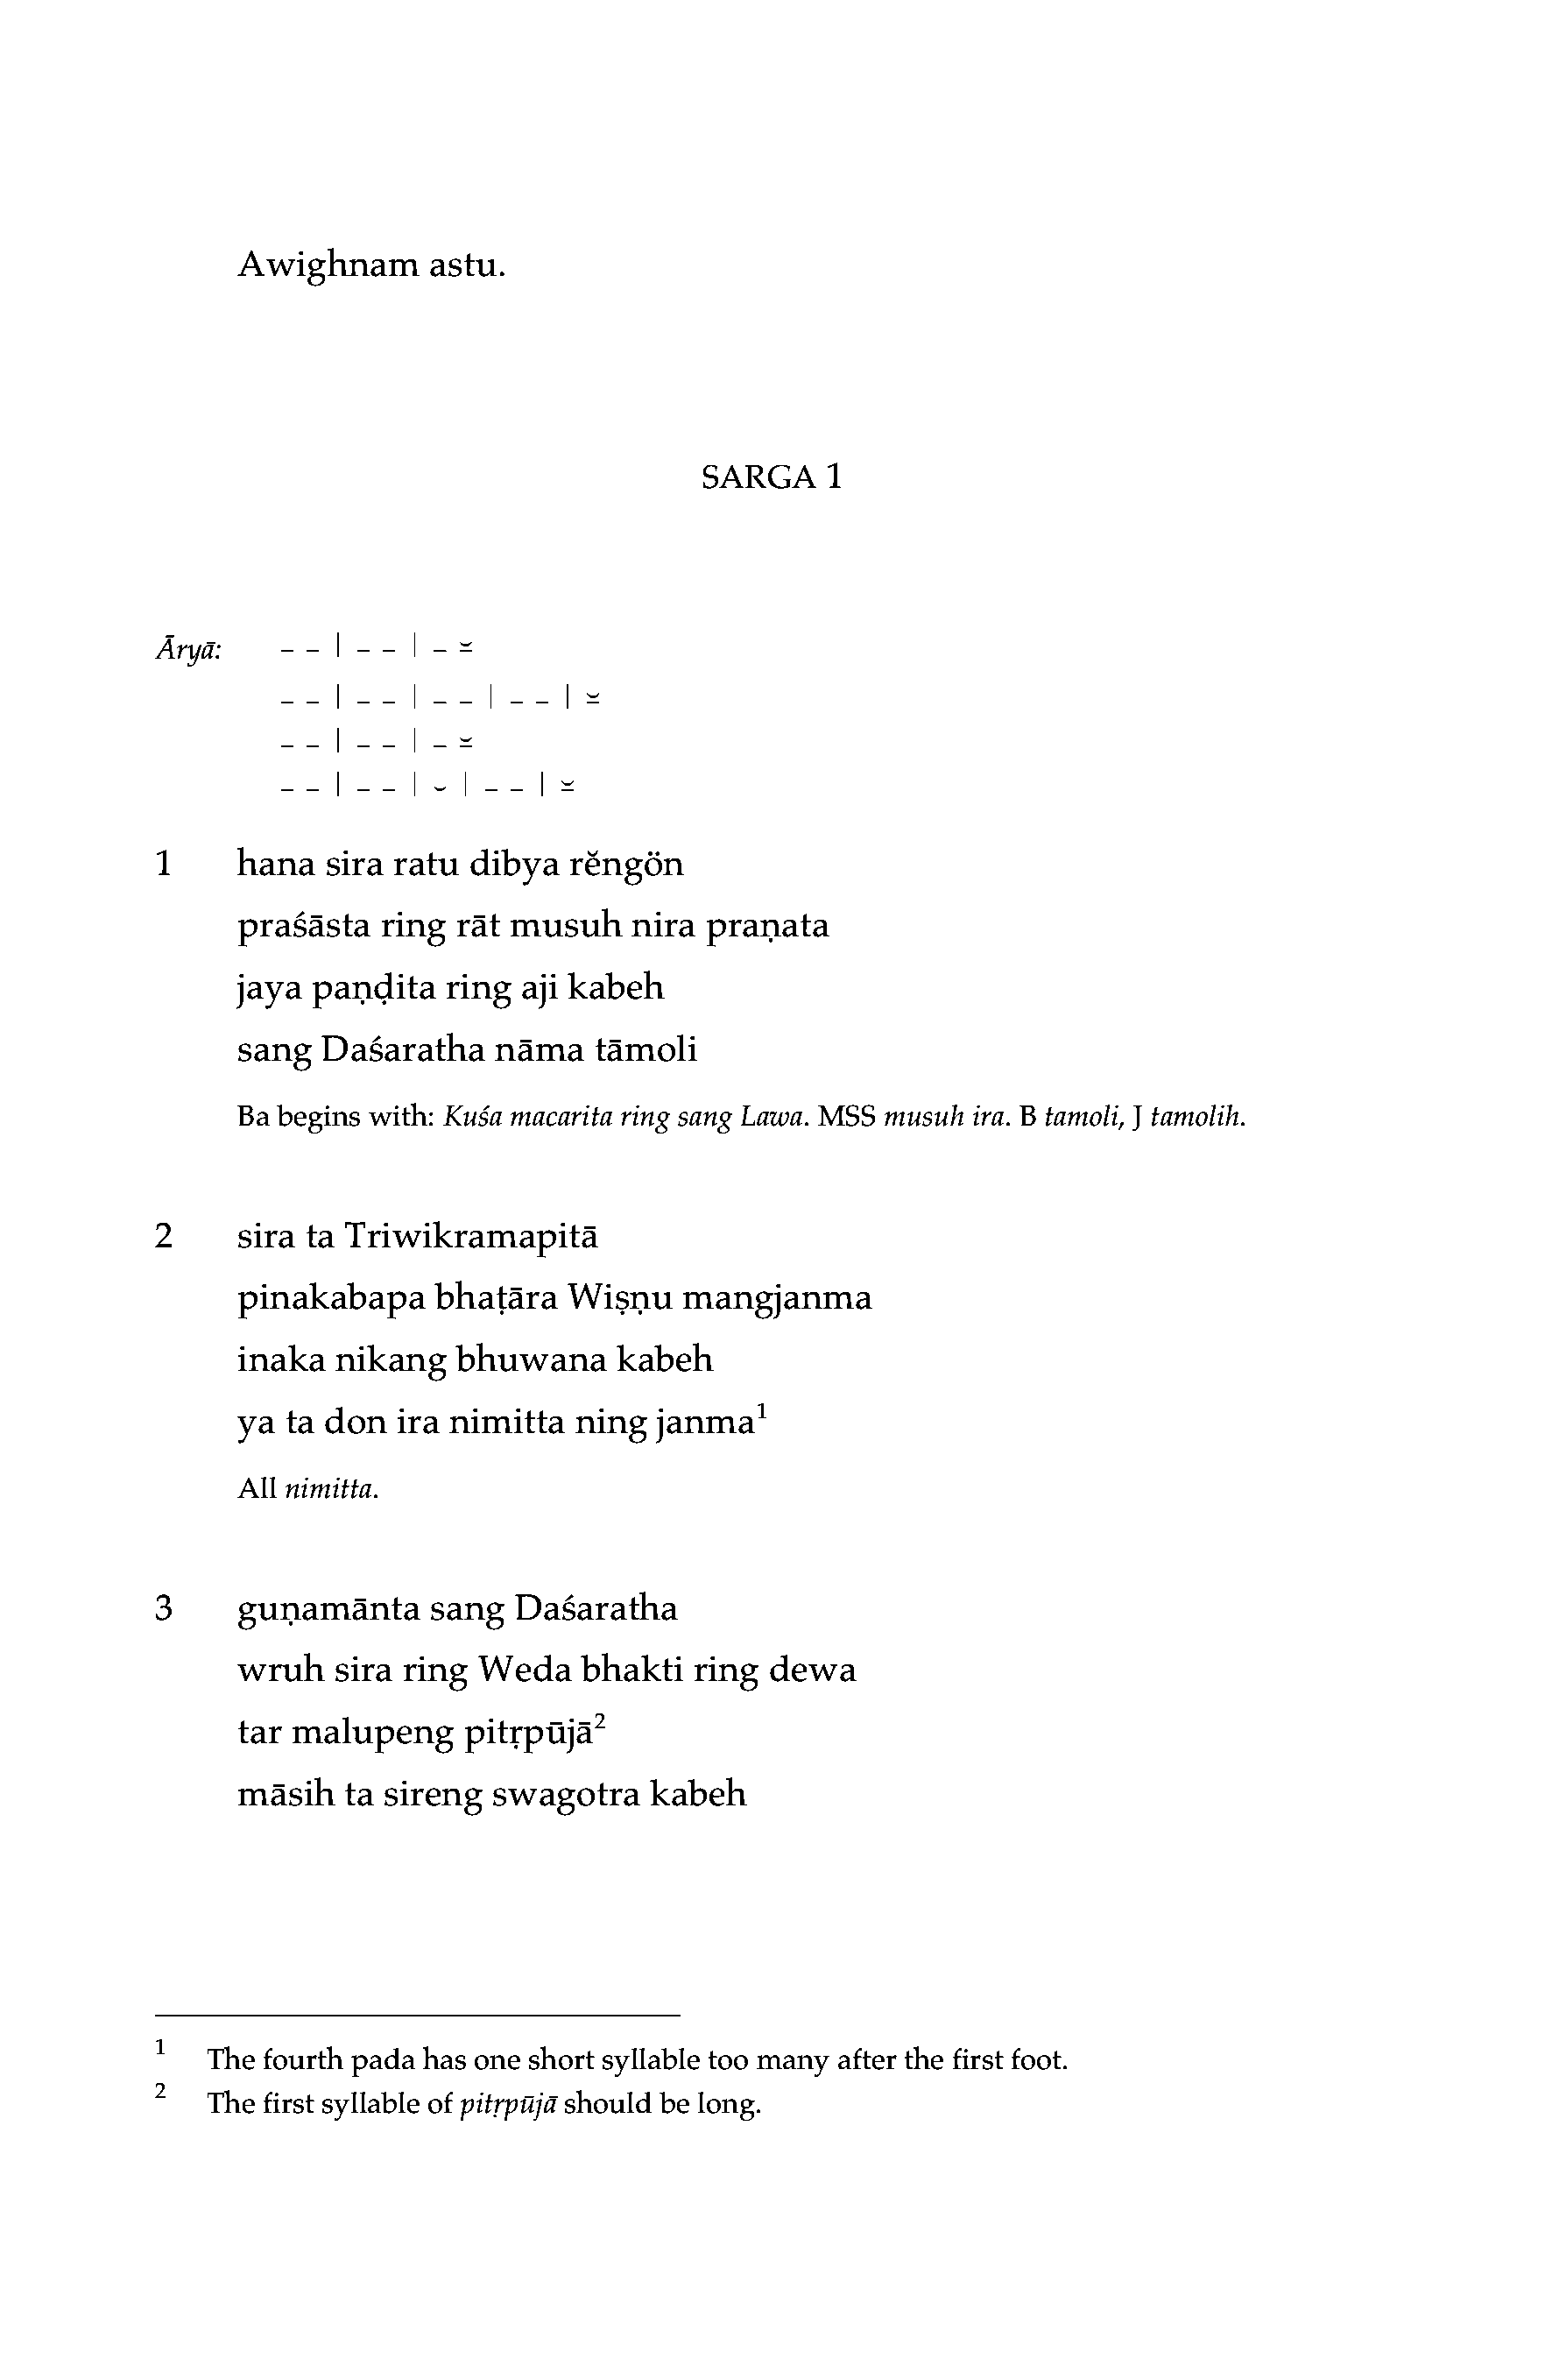 Awighnam astu.
SARGA 1
Āryā: – – | – – | – ⏓
– – | – – | – – | – – | ⏓
– – | – – | – ⏓
– – | – – | ⏑ | – – | ⏓
1 hana sira ratu dibya rĕngön
praśāsta ring rāt musuh nira praṇata
jaya paṇḍita ring aji kabeh
sang Daśaratha nāma tāmoli
Ba begins with: Kuśa macarita ring sang Lawa. MSS musuh ira. B tamoli, J tamolih.
2 sira ta Triwikramapitā
pinakabapa bhaṭāra Wiṣṇu mangjanma
inaka nikang bhuwana kabeh
ya ta don ira nimitta ning janma¹
All nimitta.
3 guṇamānta sang Daśaratha
wruh sira ring Weda bhakti ring dewa
tar malupeng pitṛpūjā²
māsih ta sireng swagotra kabeh
1 The fourth pada has one short syllable too many after the first foot.
2 The first syllable of pitṛpūjā should be long.